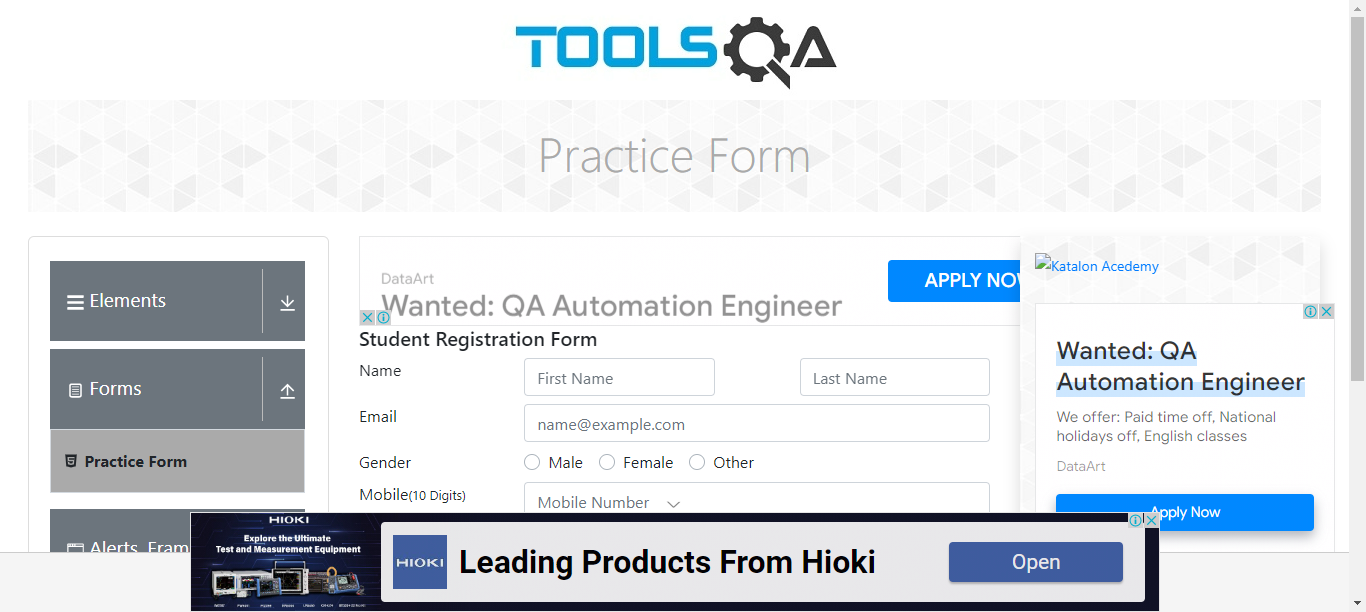 TOOLSQA
Practice Form
Elements
Forms
Practice Form
Alerts, Fram
DataArt
Wanted: QA Automation Engineer
APPLY NOW
Student Registration Form
Name
First Name
Last Name
Email
name@example.com
Gender
Male
Female
Other
Mobile(10 Digits)
Mobile Number
Katalon Acedemy
Wanted: QA
Automation Engineer
We offer: Paid time off, National
holidays off, English classes
DataArt
Apply Now
HIOKI
Explore the Ultimate
Test and Measurement Equipment
HIOKI
Leading Products From Hioki
Open